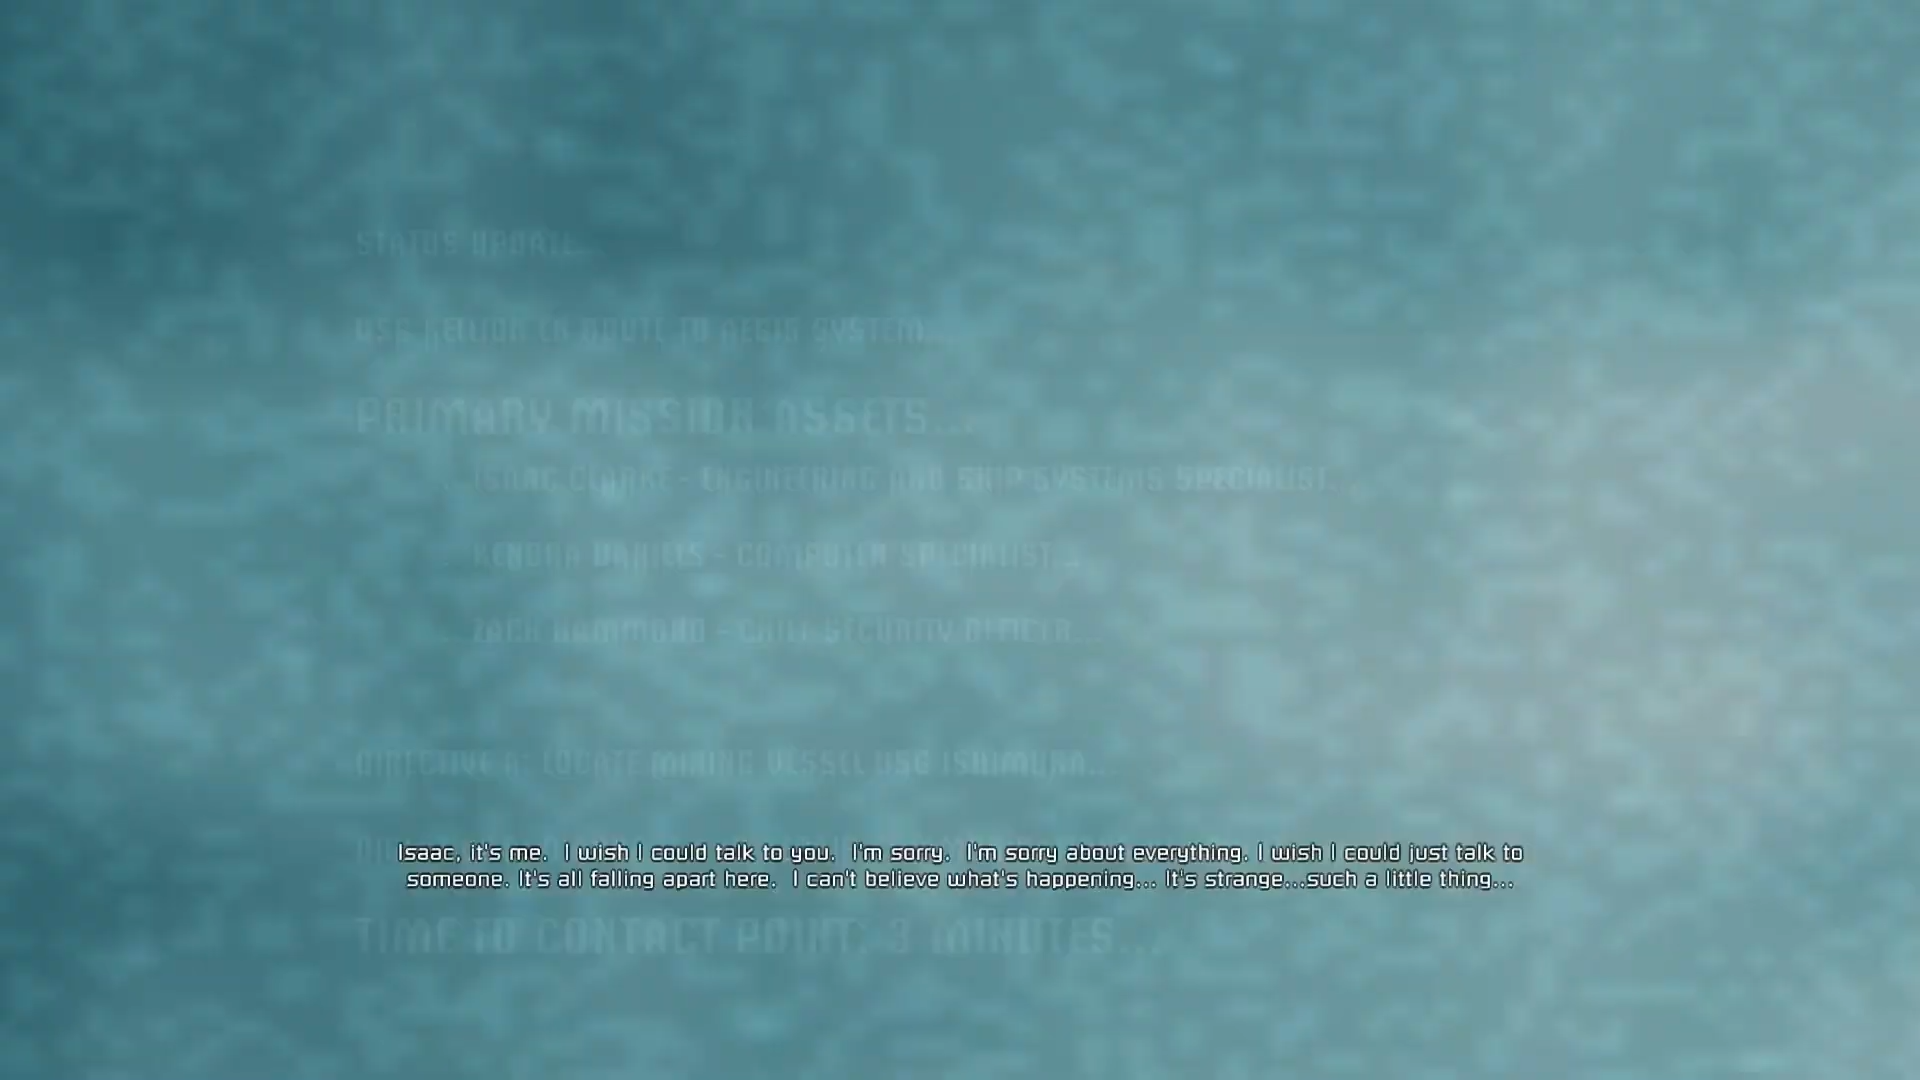 STATUS UPDATE...
USG KELLION EN ROUTE TO AEGIS SYSTEM...
PRIMARY MISSION ASSETS...
ISAAC CLARKE - ENGINEERING AND SHIP SYSTEMS SPECIALIST...
KENDRA DANIELS - COMPUTER SPECIALIST...
ZACH HAMMOND - CHIEF SECURITY OFFICER...
DIRECTIVE A: LOCATE MINING VESSEL USG ISHIMURA...
Isaac, it's me.  I wish I could talk to you.  I'm sorry.  I'm sorry about everything. I wish I could just talk to
someone. It's all falling apart here.  I can't believe what's happening... It's strange...such a little thing...
TIME TO CONTACT POINT: 3 MINUTES...